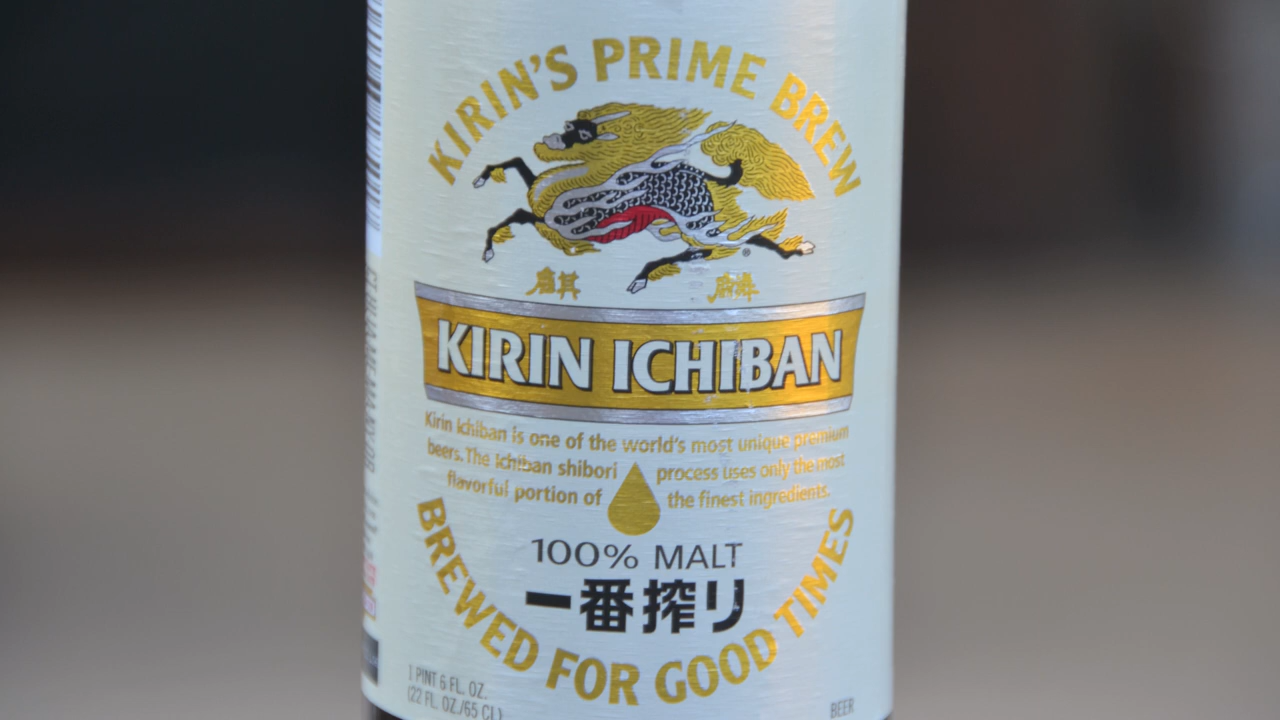 KIRIN'S PRIME BREW
®
麒 麟
KIRIN ICHIBAN
Kirin Ichiban is one of the world's most unique premium
beers. The Ichiban shibori process uses only the most
flavorful portion of the finest ingredients.
100% MALT
一番搾り
BREWED FOR GOOD TIMES
1 PINT 6 FL. OZ.
(22 FL. OZ./65 CL)
BEER